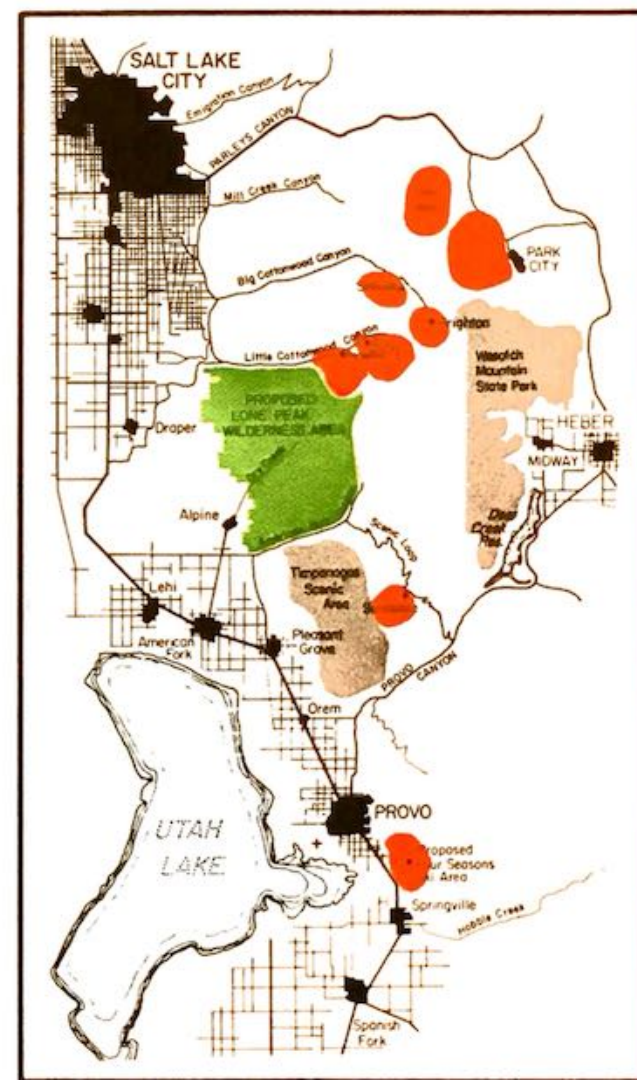 SALT LAKE
CITY
Emigration Canyon
PARLEYS CANYON
Mill Creek Canyon
Big Cottonwood Canyon
PARK
CITY
Brighton
Little Cottonwood Canyon
Wasatch
Mountain
State Park
PROPOSED
LONE PEAK
WILDERNESS AREA
HEBER
Draper
MIDWAY
Deer
Creek
Res.
Alpine
Scenic Loop
Timpanogos
Scenic
Area
Lehi
American
Fork
Pleasant
Grove
PROVO
CANYON
Orem
PROVO
UTAH
LAKE
Proposed
Four Seasons
Ski Area
Springville
Hobble Creek
Spanish
Fork